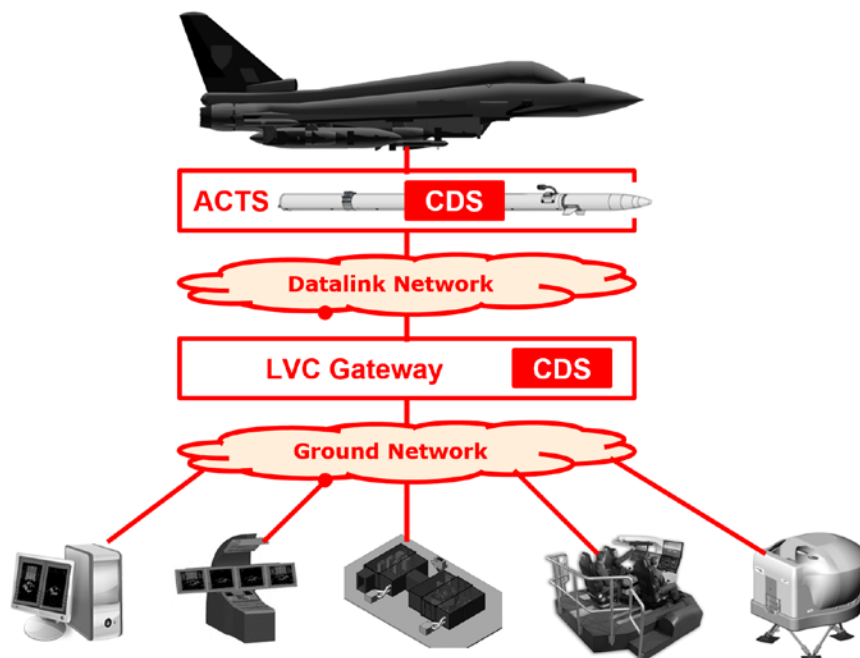 ACTS CDS
Datalink Network
LVC Gateway CDS
Ground Network